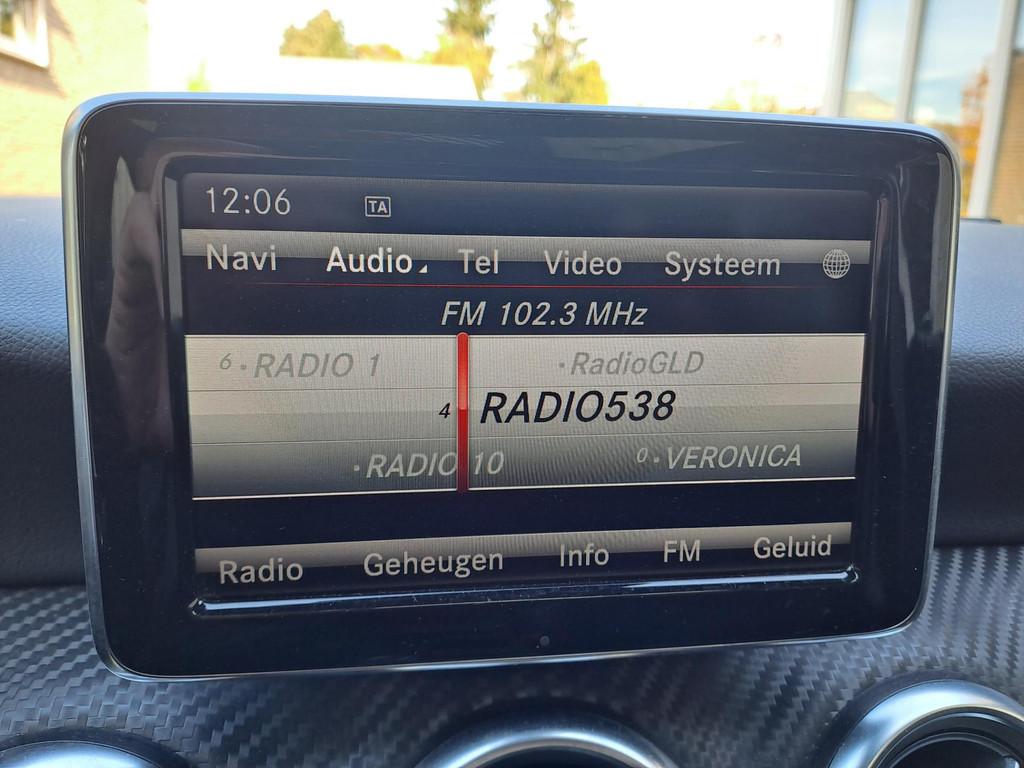 12:06 TA
Navi Audio Tel Video Systeem
FM 102.3 MHz
6 · RADIO 1 · RadioGLD
4 RADIO538
· RADIO 10 0 · VERONICA
Radio Geheugen Info FM Geluid